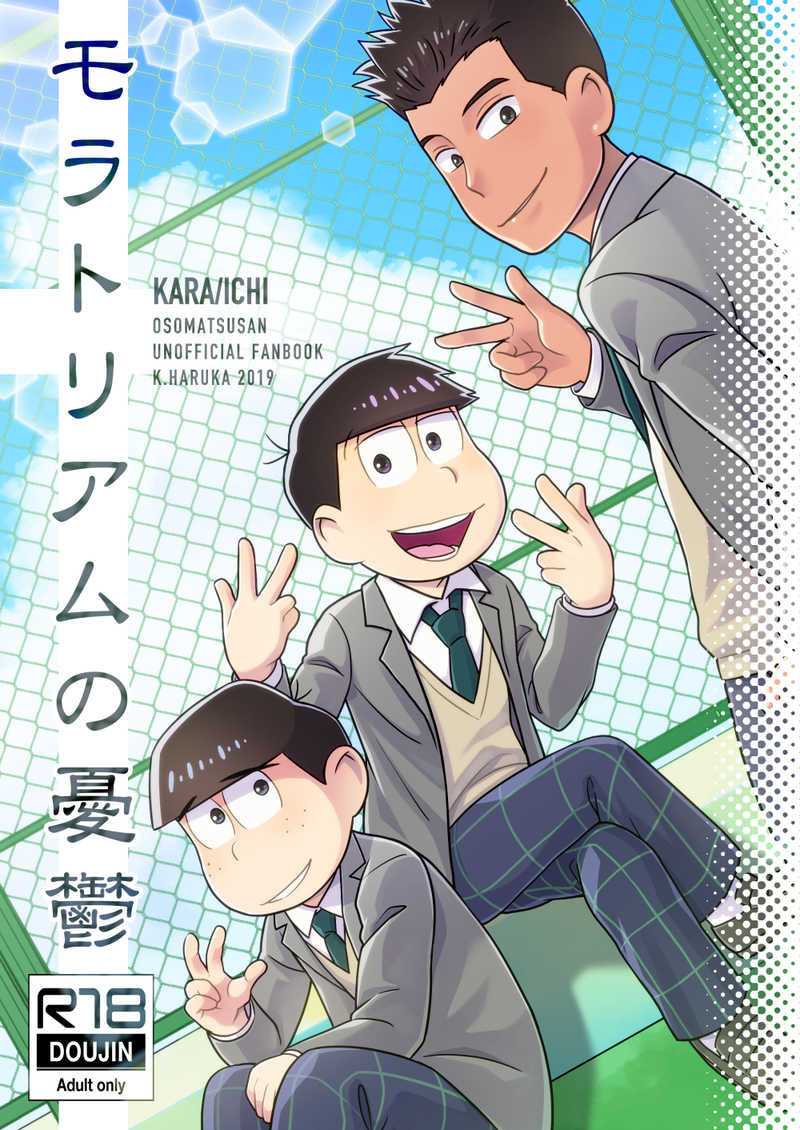 モラトリアムの憂鬱
KARA/ICHI
OSOMATSUSAN
UNOFFICIAL FANBOOK
K.HARUKA 2019
R18
DOUJIN
Adult only